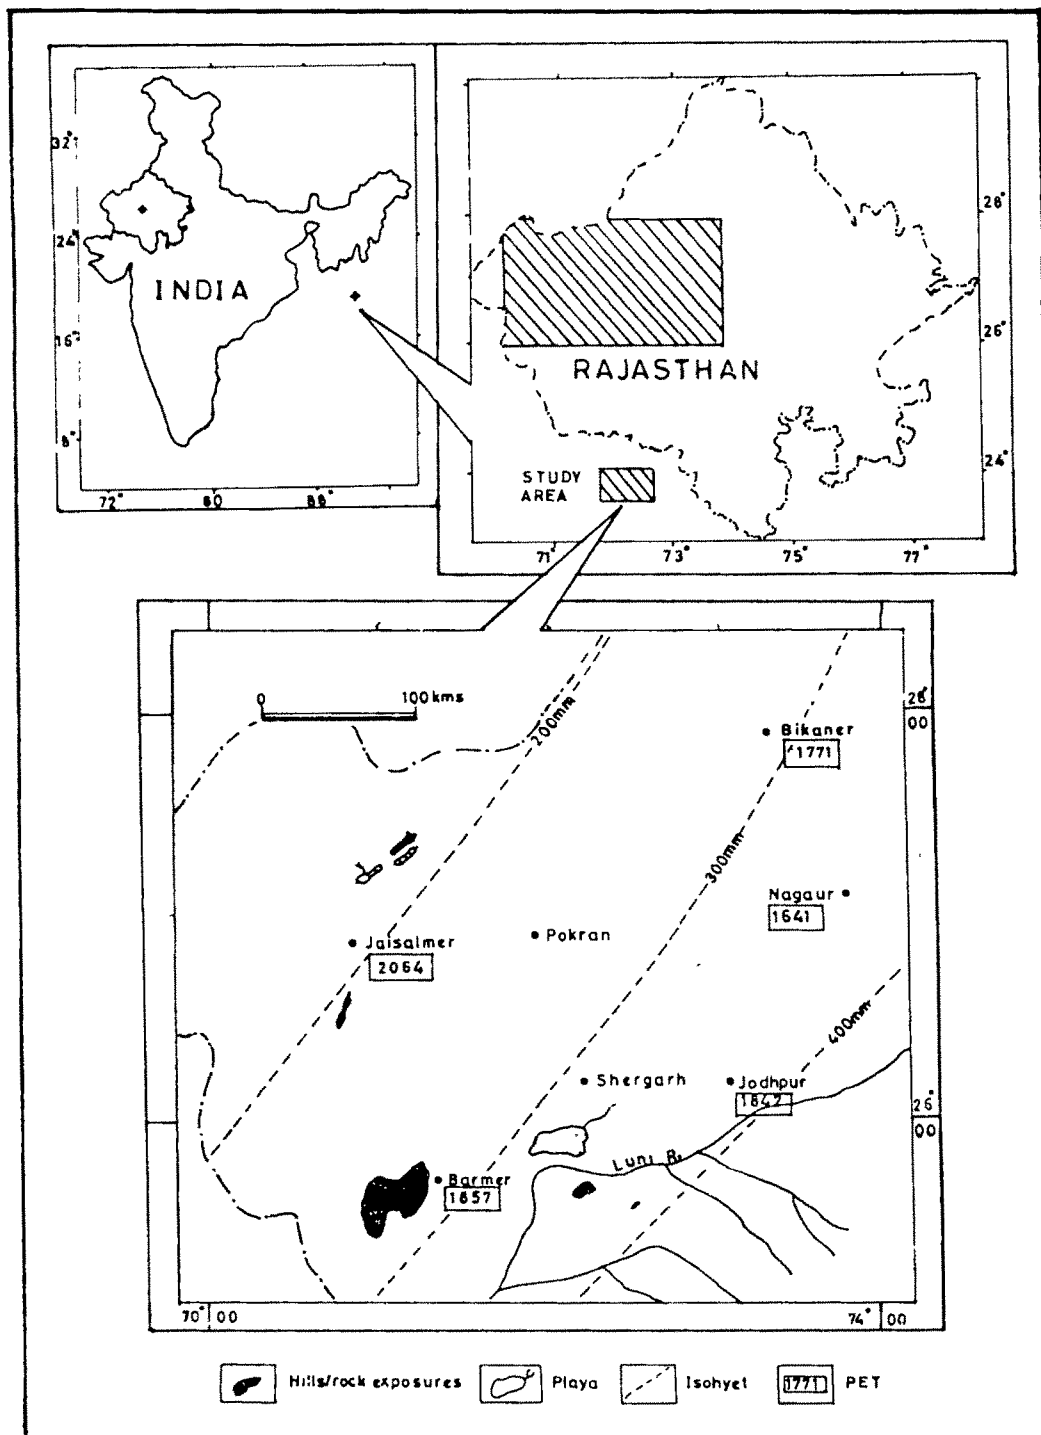 32°
24°
16°
8°
INDIA
72°
80
88°
28°
26°
24°
RAJASTHAN
STUDY
AREA
71°
73°
75°
77°
0 100 kms
200mm
300mm
400mm
28°
00
Bikaner
1771
Nagaur
1641
Jaisalmer
2064
Pokran
Shergarh
Jodhpur
1842
26°
00
Luni R.
Barmer
1857
70° 00
74° 00
Hills/rock exposures
Playa
Isohyet
1771 PET